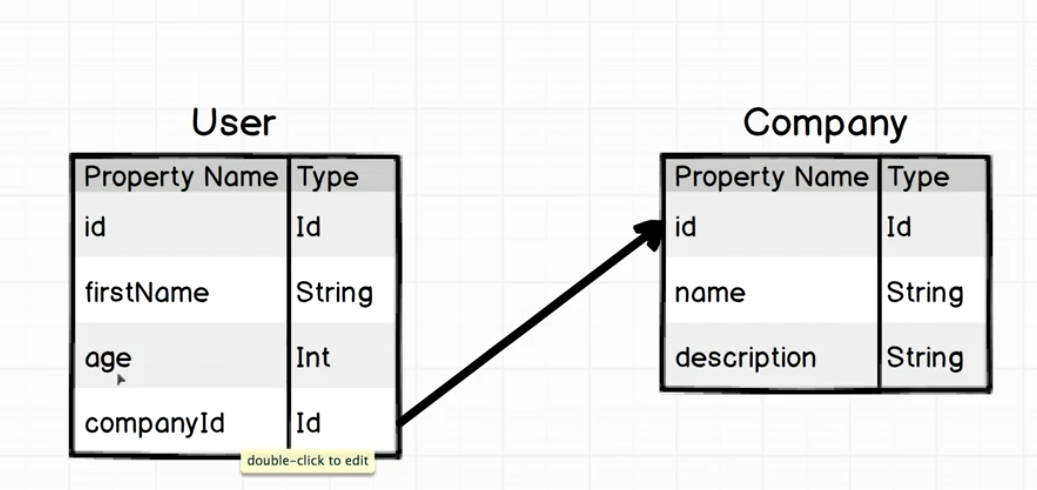 User
Property Name Type
id Id
firstName String
age Int
companyId Id
double-click to edit
Company
Property Name Type
id Id
name String
description String